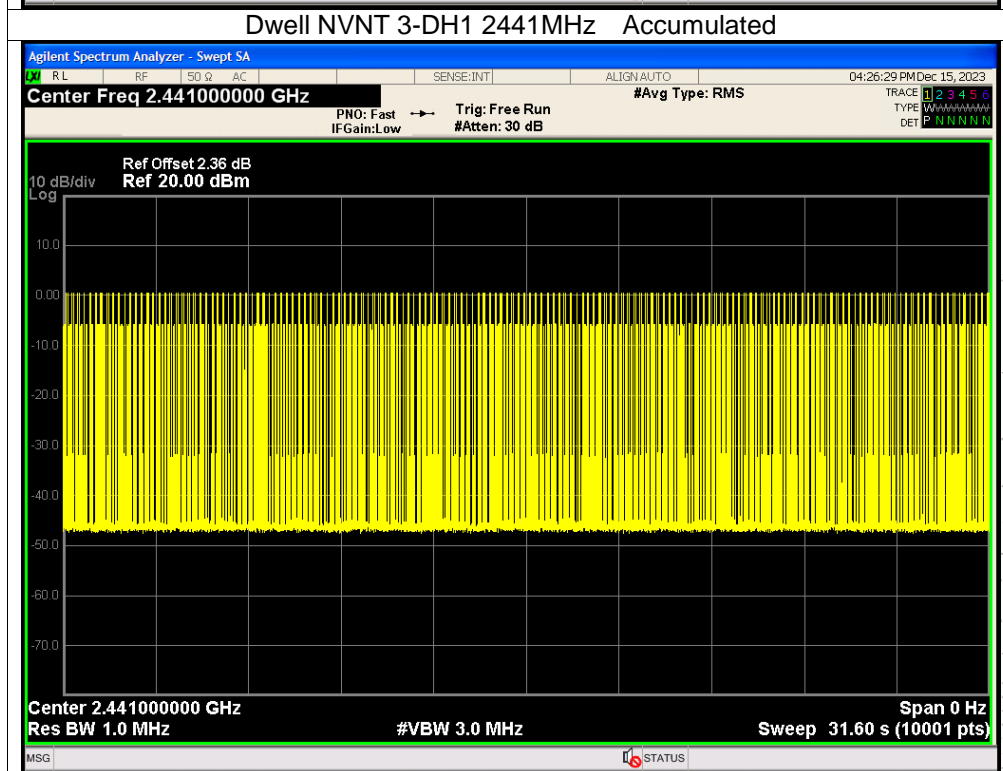 Dwell NVNT 3-DH1 2441MHz Accumulated
Agilent Spectrum Analyzer - Swept SA
LXI RL RF 50 Ω AC SENSE:INT ALIGN AUTO 04:26:29 PM Dec 15, 2023
Center Freq 2.441000000 GHz #Avg Type: RMS TRACE 1 2 3 4 5 6
PNO: Fast Trig: Free Run TYPE WWWWWW
IFGain:Low #Atten: 30 dB DET P N N N N N
Ref Offset 2.36 dB
10 dB/div Ref 20.00 dBm
Log
10.0
0.00
-10.0
-20.0
-30.0
-40.0
-50.0
-60.0
-70.0
Center 2.441000000 GHz Span 0 Hz
Res BW 1.0 MHz #VBW 3.0 MHz Sweep 31.60 s (10001 pts)
MSG STATUS